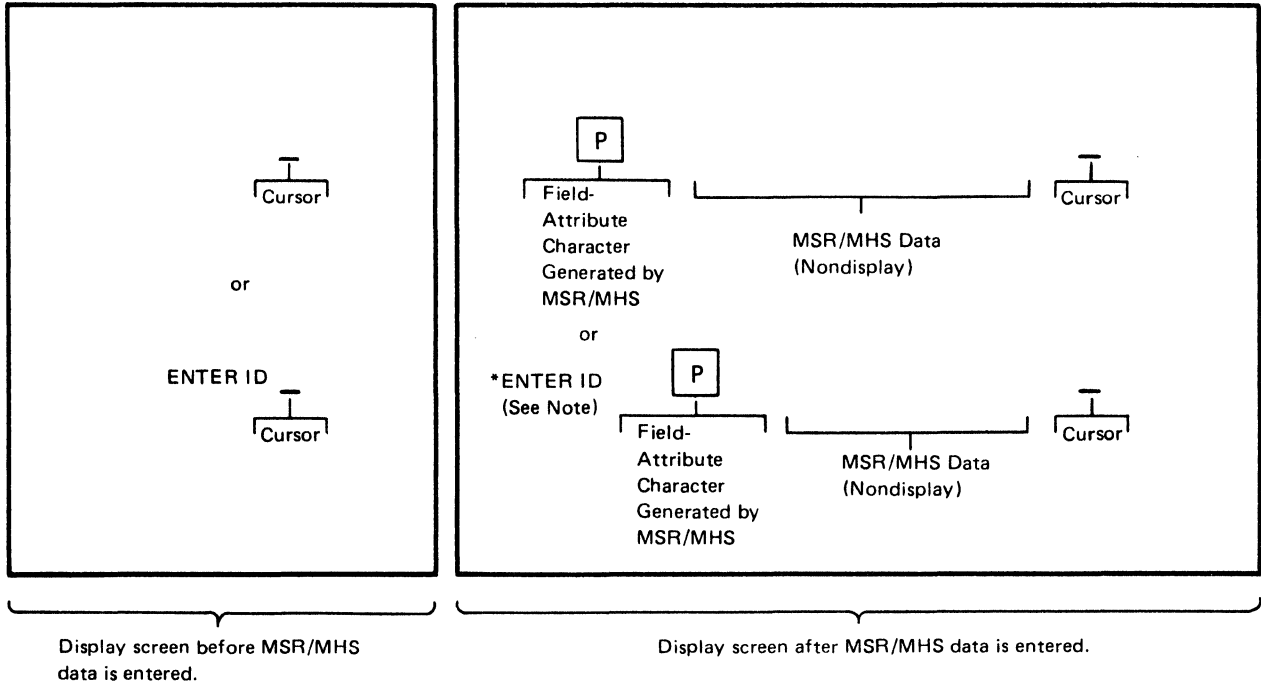 Cursor
or
ENTER ID
Cursor
Display screen before MSR/MHS
data is entered.
P
Field-
Attribute
Character
Generated by
MSR/MHS
MSR/MHS Data
(Nondisplay)
Cursor
or
*ENTER ID
(See Note)
P
Field-
Attribute
Character
Generated by
MSR/MHS
MSR/MHS Data
(Nondisplay)
Cursor
Display screen after MSR/MHS data is entered.